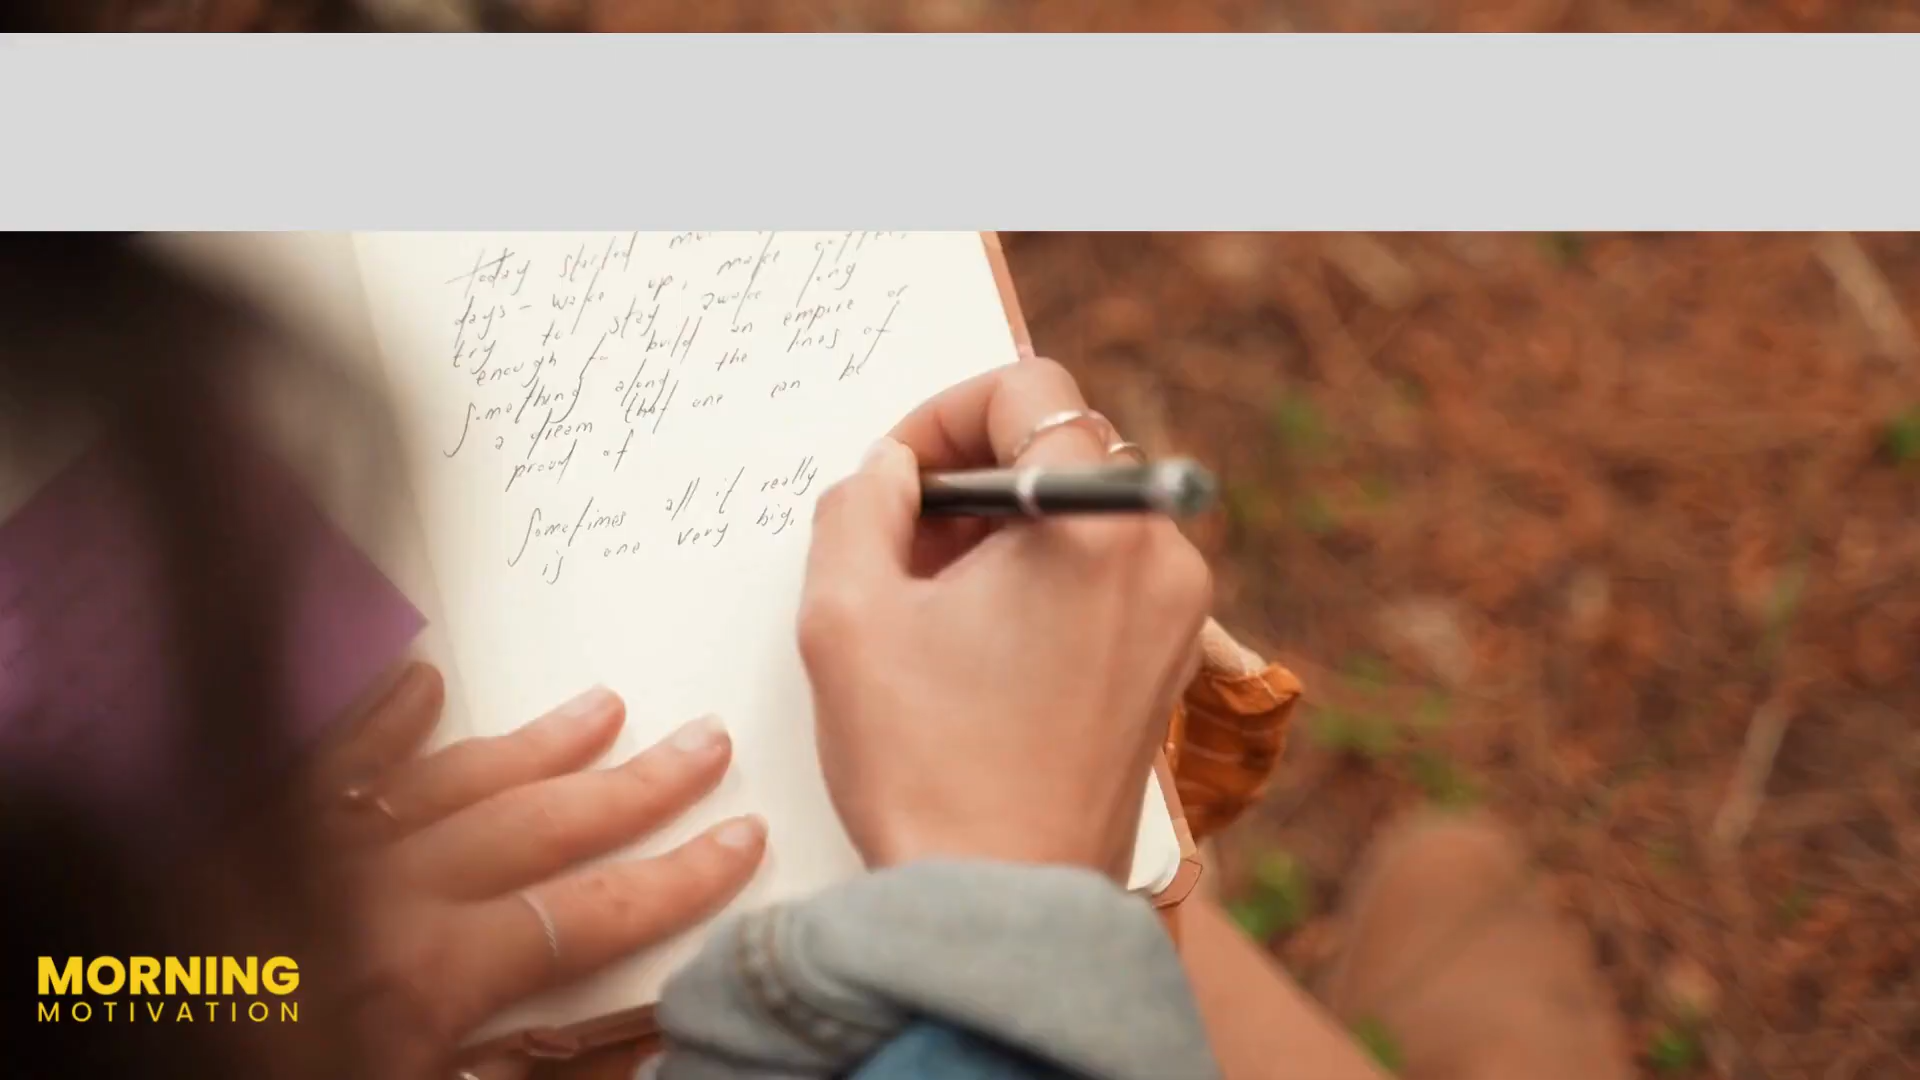 today started
days - wake up, make coffee,
try to stay awake long
enough to build an empire or
something along the lines of
a dream that one can be
proud of
Sometimes all it really
is one very big,
MORNING
MOTIVATION